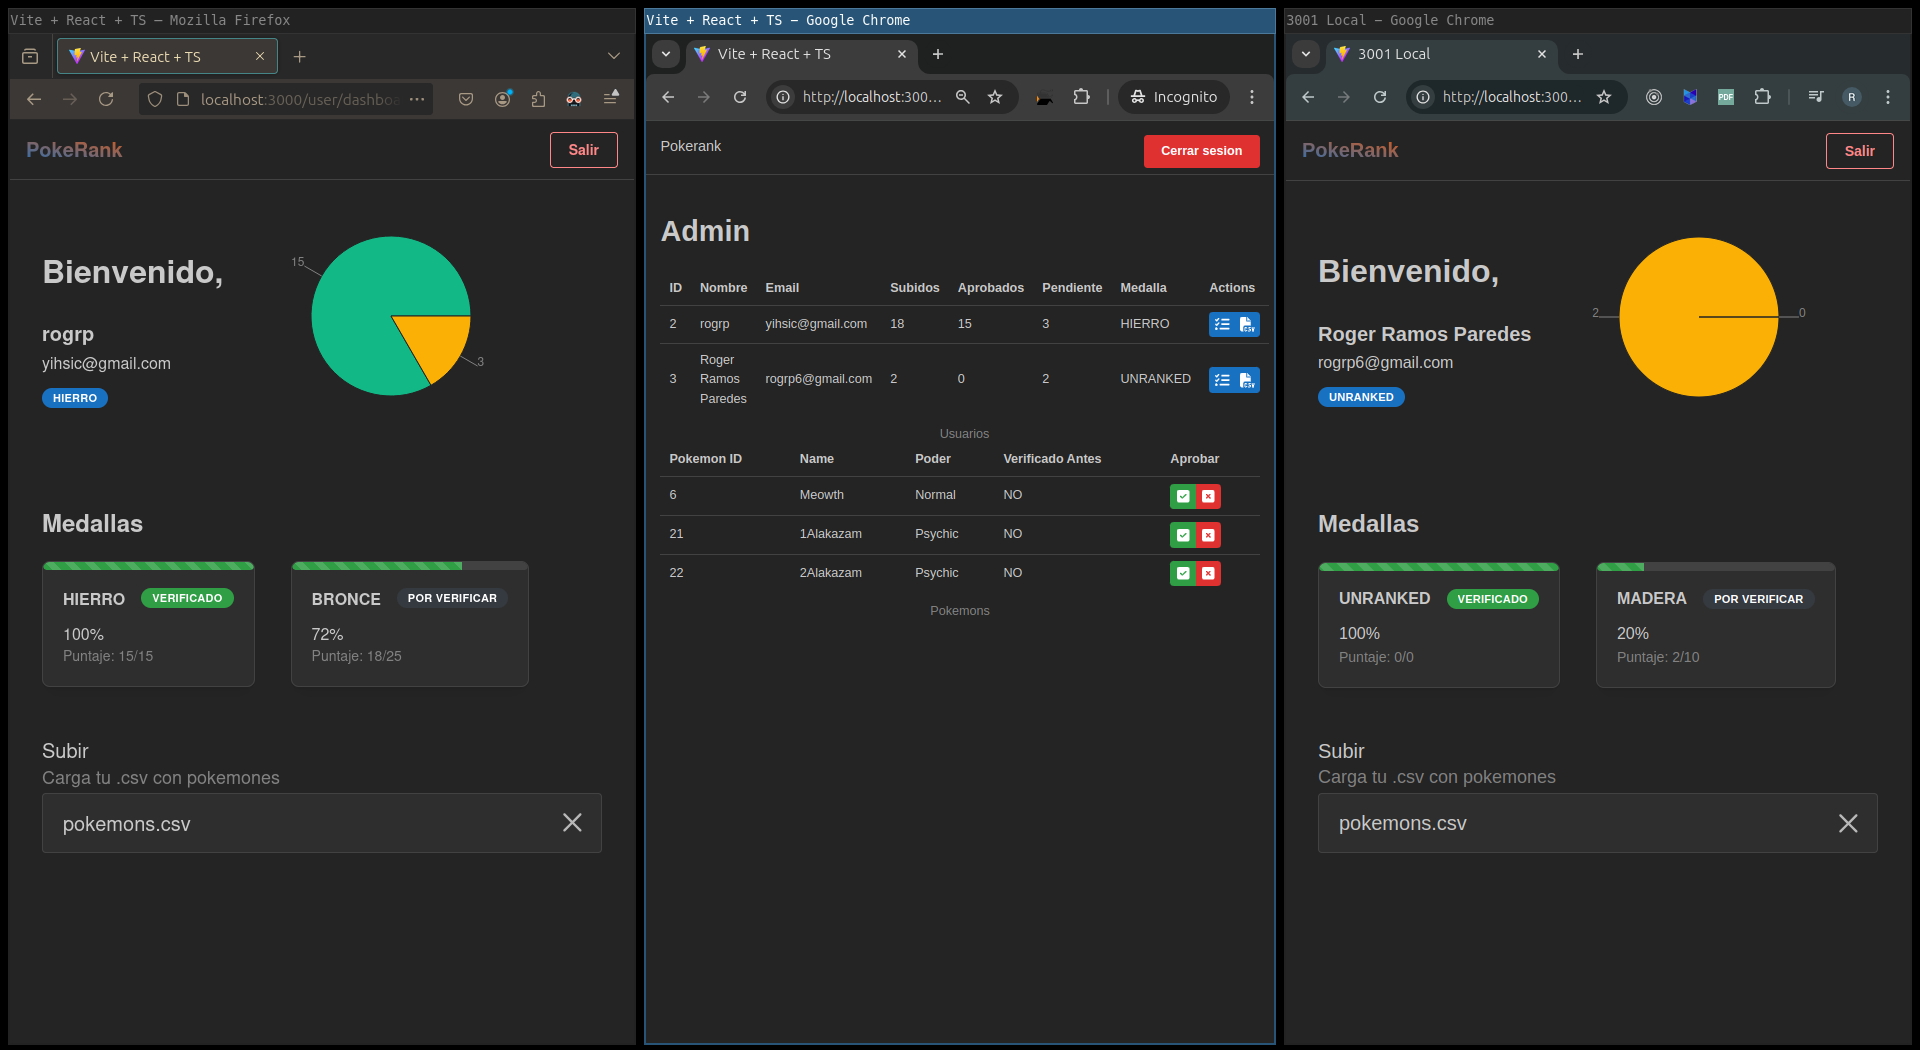 Vite + React + TS — Mozilla Firefox
Vite + React + TS
localhost:3000/user/dashboa
PokeRank
Salir
Bienvenido,
rogrp
yihsic@gmail.com
HIERRO
15
3
Medallas
HIERRO
VERIFICADO
100%
Puntaje: 15/15
BRONCE
POR VERIFICAR
72%
Puntaje: 18/25
Subir
Carga tu .csv con pokemones
pokemons.csv
Vite + React + TS – Google Chrome
Vite + React + TS
http://localhost:300...
Incognito
Pokerank
Cerrar sesion
Admin
ID Nombre Email Subidos Aprobados Pendiente Medalla Actions
2 rogrp yihsic@gmail.com 18 15 3 HIERRO
CSV
3 Roger Ramos Paredes rogrp6@gmail.com 2 0 2 UNRANKED
CSV
Usuarios
Pokemon ID Name Poder Verificado Antes Aprobar
6 Meowth Normal NO
21 1Alakazam Psychic NO
22 2Alakazam Psychic NO
Pokemons
3001 Local – Google Chrome
3001 Local
http://localhost:300...
PDF
R
PokeRank
Salir
Bienvenido,
Roger Ramos Paredes
rogrp6@gmail.com
UNRANKED
2
0
Medallas
UNRANKED
VERIFICADO
100%
Puntaje: 0/0
MADERA
POR VERIFICAR
20%
Puntaje: 2/10
Subir
Carga tu .csv con pokemones
pokemons.csv